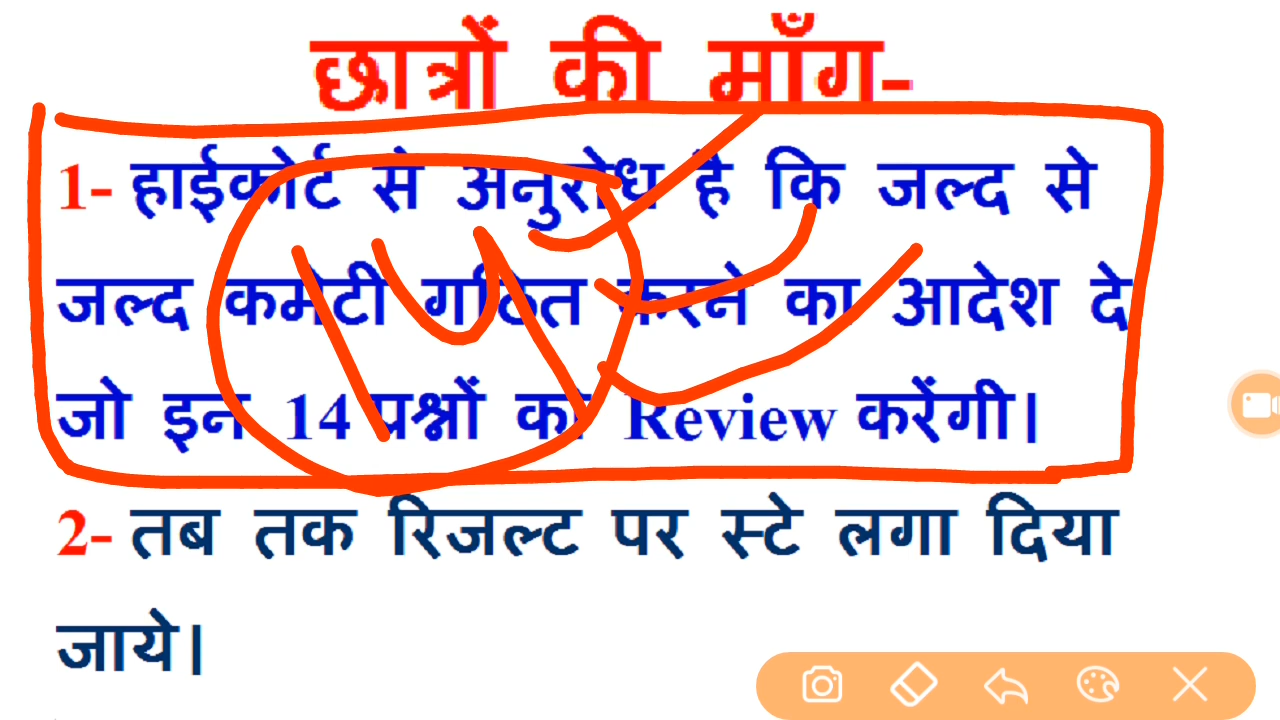 छात्रों की माँग-
1- हाईकोर्ट से अनुरोध है कि जल्द से
जल्द कमेटी गठित करने का आदेश दे
जो इन 14 प्रश्नों का Review करेंगी।
2- तब तक रिजल्ट पर स्टे लगा दिया
जाये।